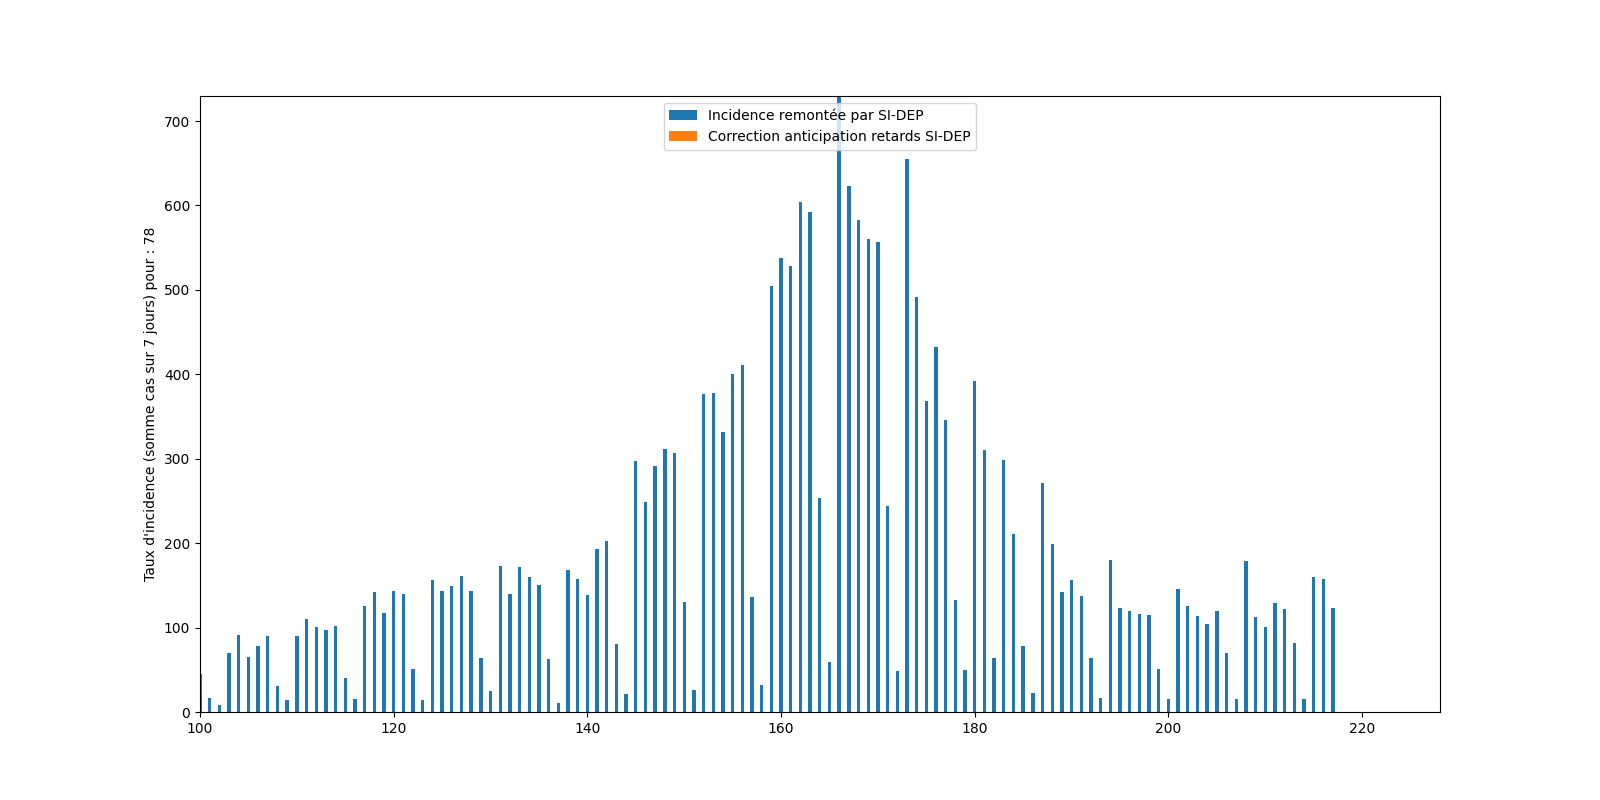 Incidence remontée par SI-DEP
Correction anticipation retards SI-DEP
Taux d'incidence (somme cas sur 7 jours) pour : 78
700
600
500
400
300
200
100
0
100 120 140 160 180 200 220